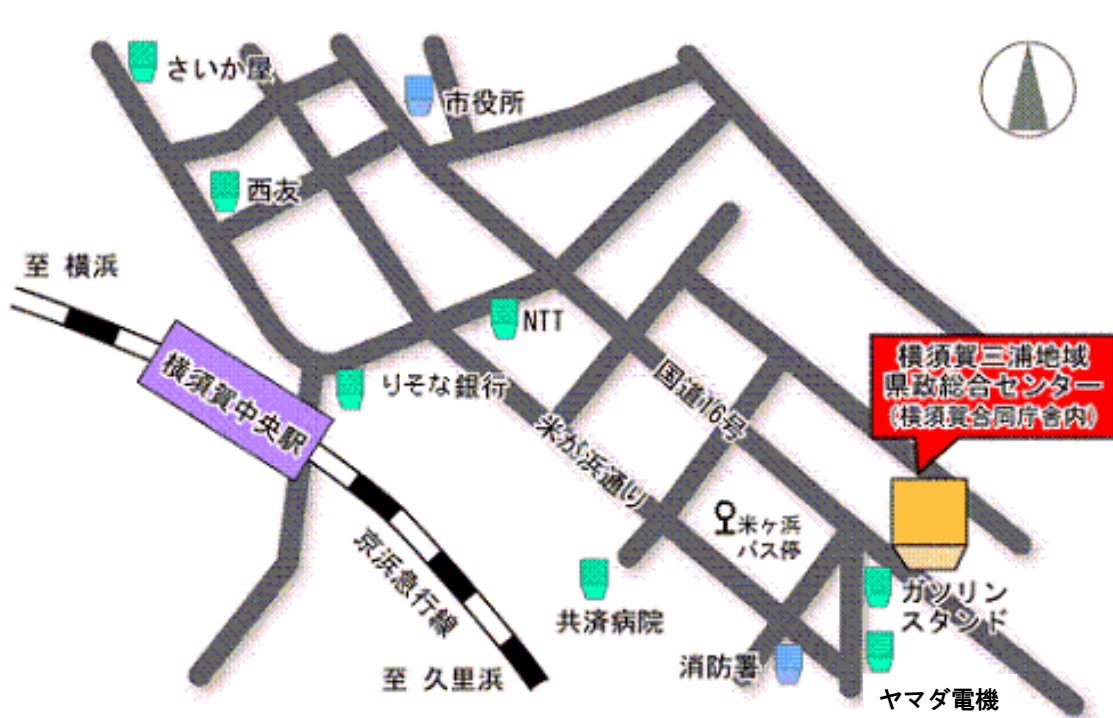 さいか屋
市役所
西友
至 横浜
NTT
横須賀三浦地域
県政総合センター
(横須賀合同庁舎内)
横須賀中央駅
りそな銀行
国道16号
米が浜通り
米ヶ浜
バス停
京浜急行線
共済病院
ガソリン
スタンド
消防署
至 久里浜
ヤマダ電機